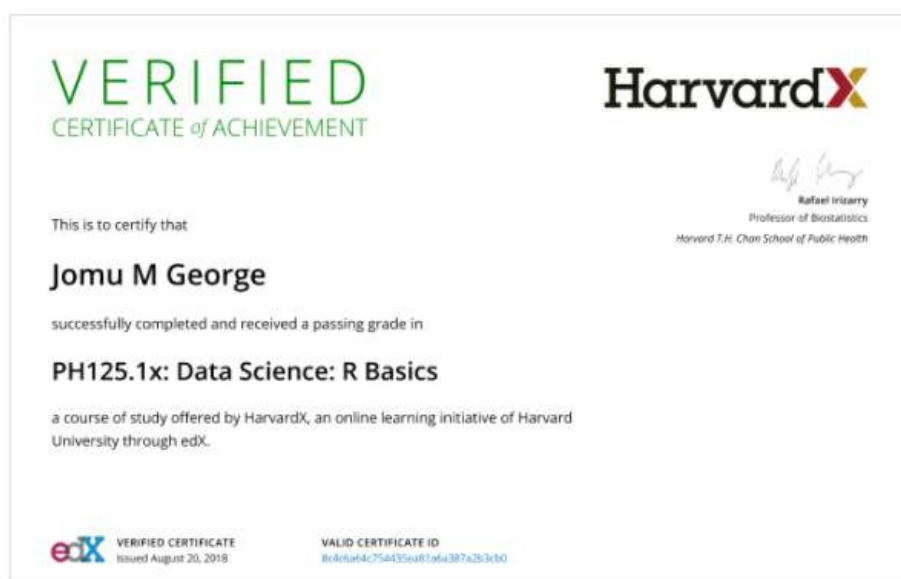 VERIFIED
CERTIFICATE of ACHIEVEMENT
HarvardX
Rafael Irizarry
Professor of Biostatistics
Harvard T.H. Chan School of Public Health
This is to certify that
Jomu M George
successfully completed and received a passing grade in
PH125.1x: Data Science: R Basics
a course of study offered by HarvardX, an online learning initiative of Harvard
University through edX.
edX
VERIFIED CERTIFICATE
Issued August 20, 2018
VALID CERTIFICATE ID